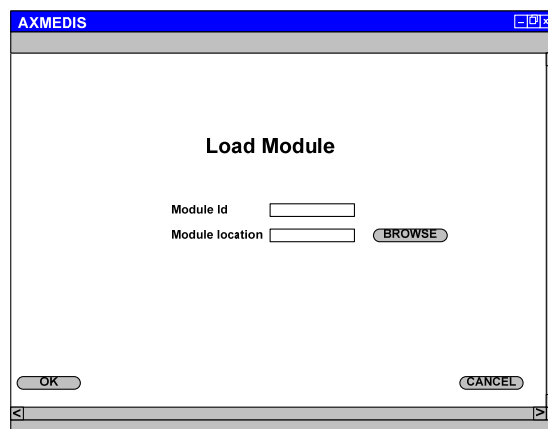 AXMEDIS
Load Module
Module Id
Module location BROWSE
OK CANCEL